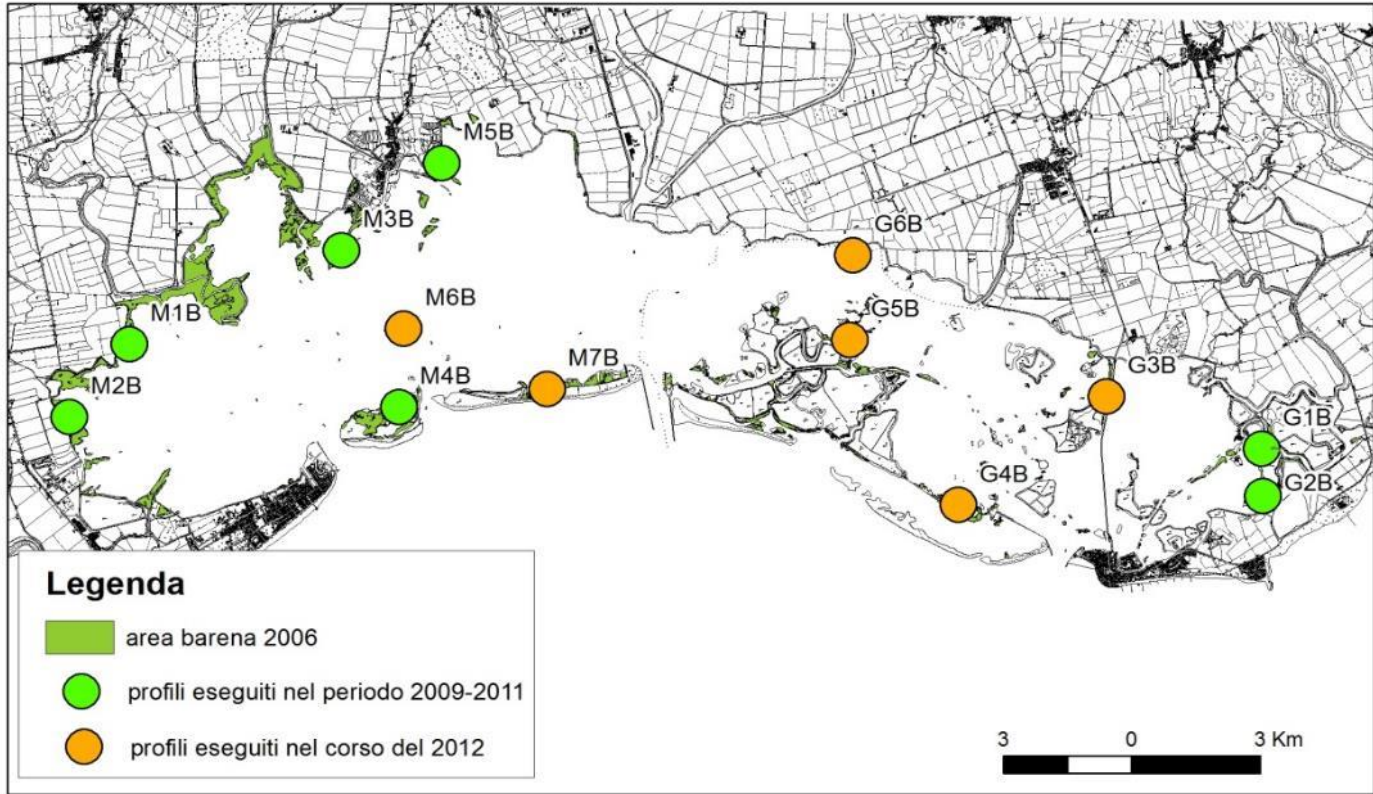 M5B
M3B
G6B
M6B
G5B
M1B
M7B
G3B
M2B
M4B
G1B
G2B
G4B
Legenda
area barena 2006
profili eseguiti nel periodo 2009-2011
profili eseguiti nel corso del 2012
3 0 3 Km